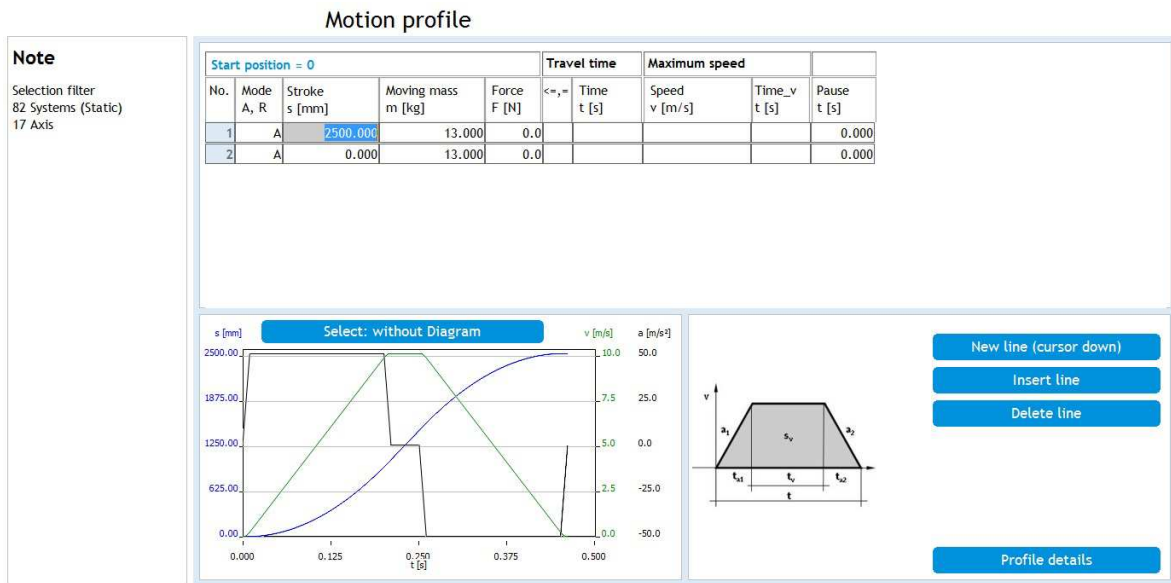 Motion profile
Note
Selection filter
82 Systems (Static)
17 Axis
Start position = 0 Travel time Maximum speed
No. Mode Stroke Moving mass Force <=,= Time Speed Time_v Pause
A, R s [mm] m [kg] F [N] t [s] v [m/s] t [s] t [s]
1 A 2500.000 13.000 0.0 0.000
2 A 0.000 13.000 0.0 0.000
s [mm] Select: without Diagram v [m/s] a [m/s²]
2500.00 10.0 50.0
1875.00 7.5 25.0
1250.00 5.0 0.0
625.00 2.5 -25.0
0.00 0.0 -50.0
0.000 0.125 0.250 0.375 0.500
t [s]
v
a1 sv a2
ta1 tv ta2
t
New line (cursor down)
Insert line
Delete line
Profile details